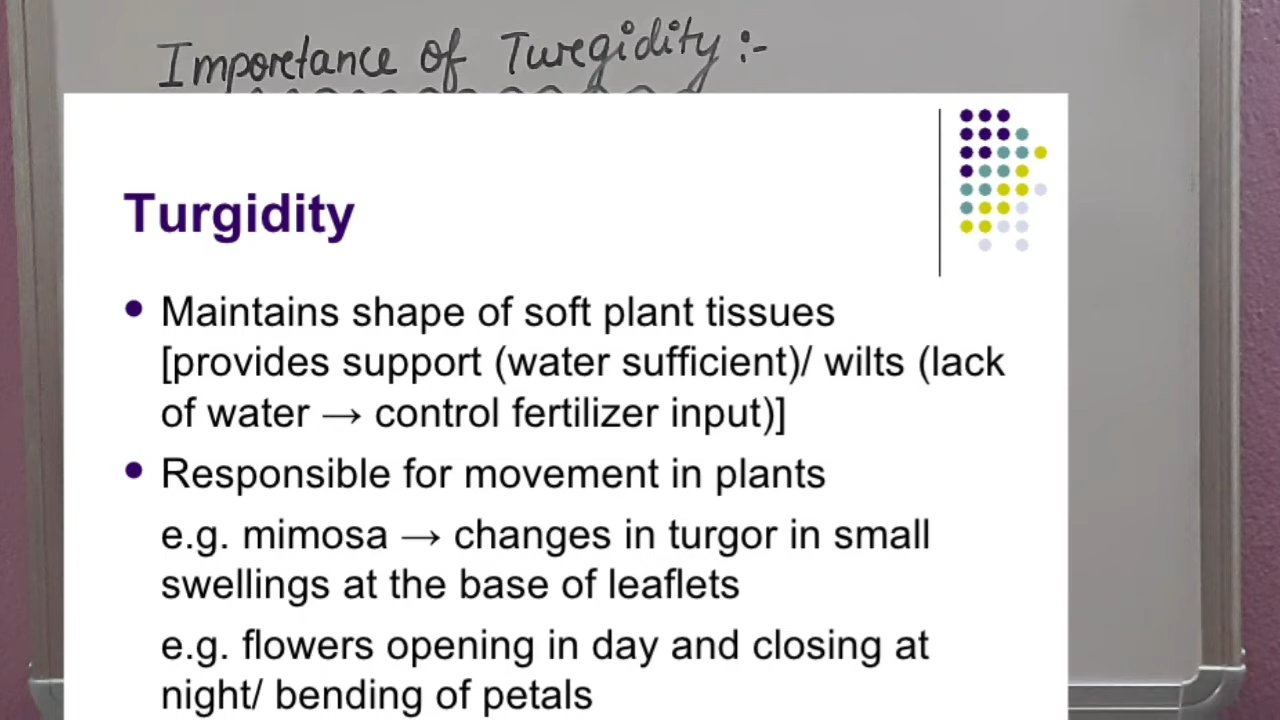 Imporetance of Turegidity :-
Turgidity
• Maintains shape of soft plant tissues
[provides support (water sufficient)/ wilts (lack
of water → control fertilizer input)]
• Responsible for movement in plants
e.g. mimosa → changes in turgor in small
swellings at the base of leaflets
e.g. flowers opening in day and closing at
night/ bending of petals